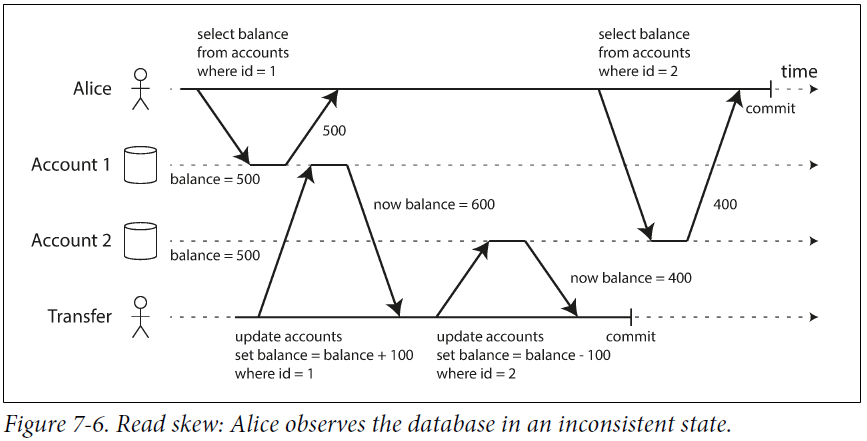 select balance
from accounts
where id = 1
select balance
from accounts
where id = 2
time
Alice
commit
500
Account 1
balance = 500
now balance = 600
400
Account 2
balance = 500
now balance = 400
Transfer
update accounts
set balance = balance + 100
where id = 1
update accounts
set balance = balance - 100
where id = 2
commit
Figure 7-6. Read skew: Alice observes the database in an inconsistent state.